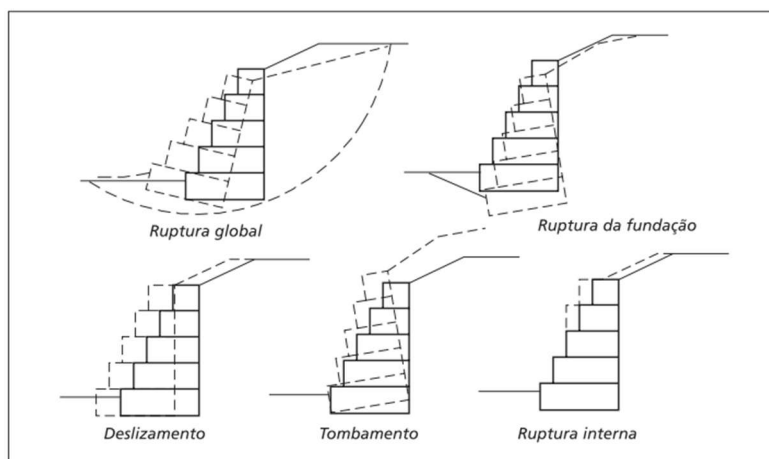 Ruptura global
Ruptura da fundação
Deslizamento
Tombamento
Ruptura interna